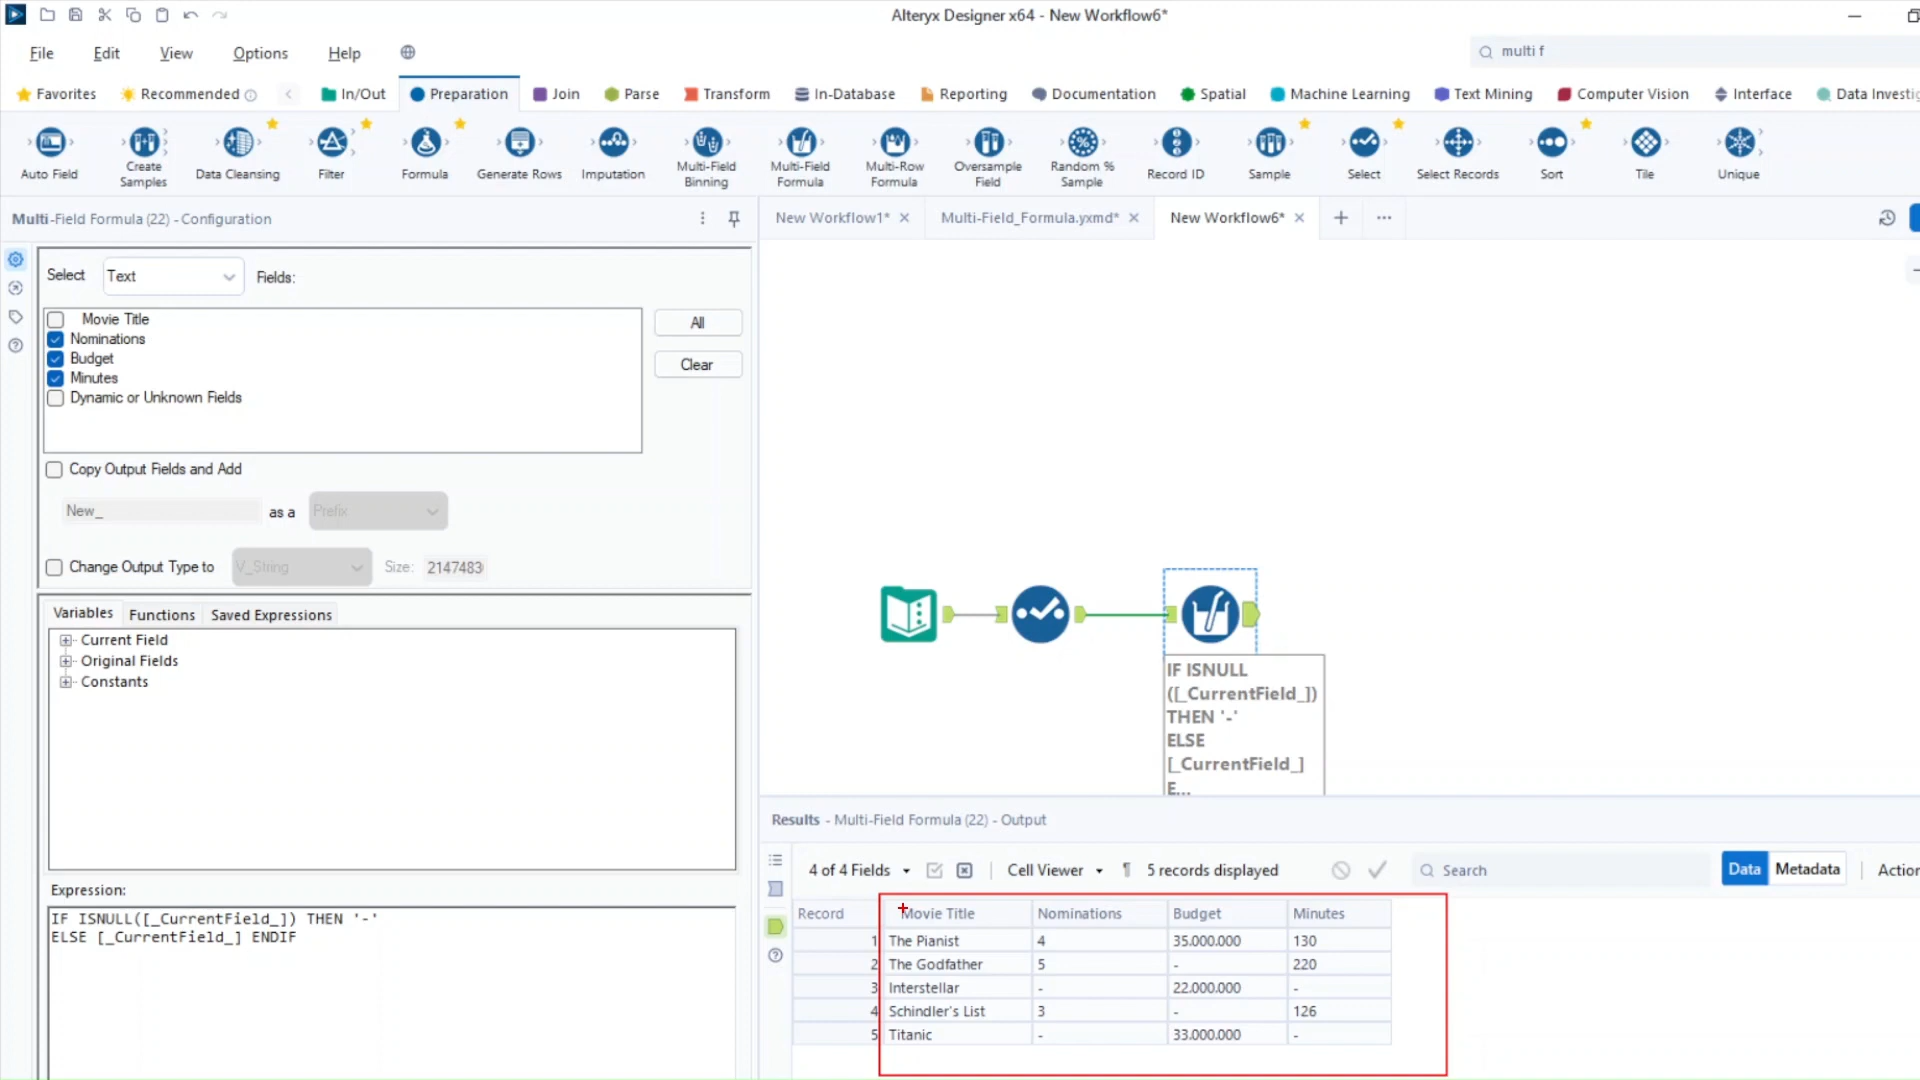 Alteryx Designer x64 - New Workflow6*
File Edit View Options Help
multi f
Favorites Recommended In/Out Preparation Join Parse Transform In-Database Reporting Documentation Spatial Machine Learning Text Mining Computer Vision Interface Data Investig
Auto Field
Create Samples
Data Cleansing
Filter
Formula
Generate Rows
Imputation
Multi-Field Binning
Multi-Field Formula
Multi-Row Formula
Oversample Field
Random % Sample
Record ID
Sample
Select
Select Records
Sort
Tile
Unique
Multi-Field Formula (22) - Configuration
New Workflow1* Multi-Field_Formula.yxmd* New Workflow6*
Select Text Fields:
Movie Title
Nominations
Budget
Minutes
Dynamic or Unknown Fields
All
Clear
Copy Output Fields and Add
New_ as a Prefix
Change Output Type to V_String Size: 2147483
Variables Functions Saved Expressions
Current Field
Original Fields
Constants
Expression:
IF ISNULL([_CurrentField_]) THEN '-'
ELSE [_CurrentField_] ENDIF
IF ISNULL
([_CurrentField_])
THEN '-'
ELSE
[_CurrentField_]
E...
Results - Multi-Field Formula (22) - Output
4 of 4 Fields Cell Viewer 5 records displayed Search Data Metadata Action
Record Movie Title Nominations Budget Minutes
1 The Pianist 4 35.000.000 130
2 The Godfather 5 - 220
3 Interstellar - 22.000.000 -
4 Schindler's List 3 - 126
5 Titanic - 33.000.000 -